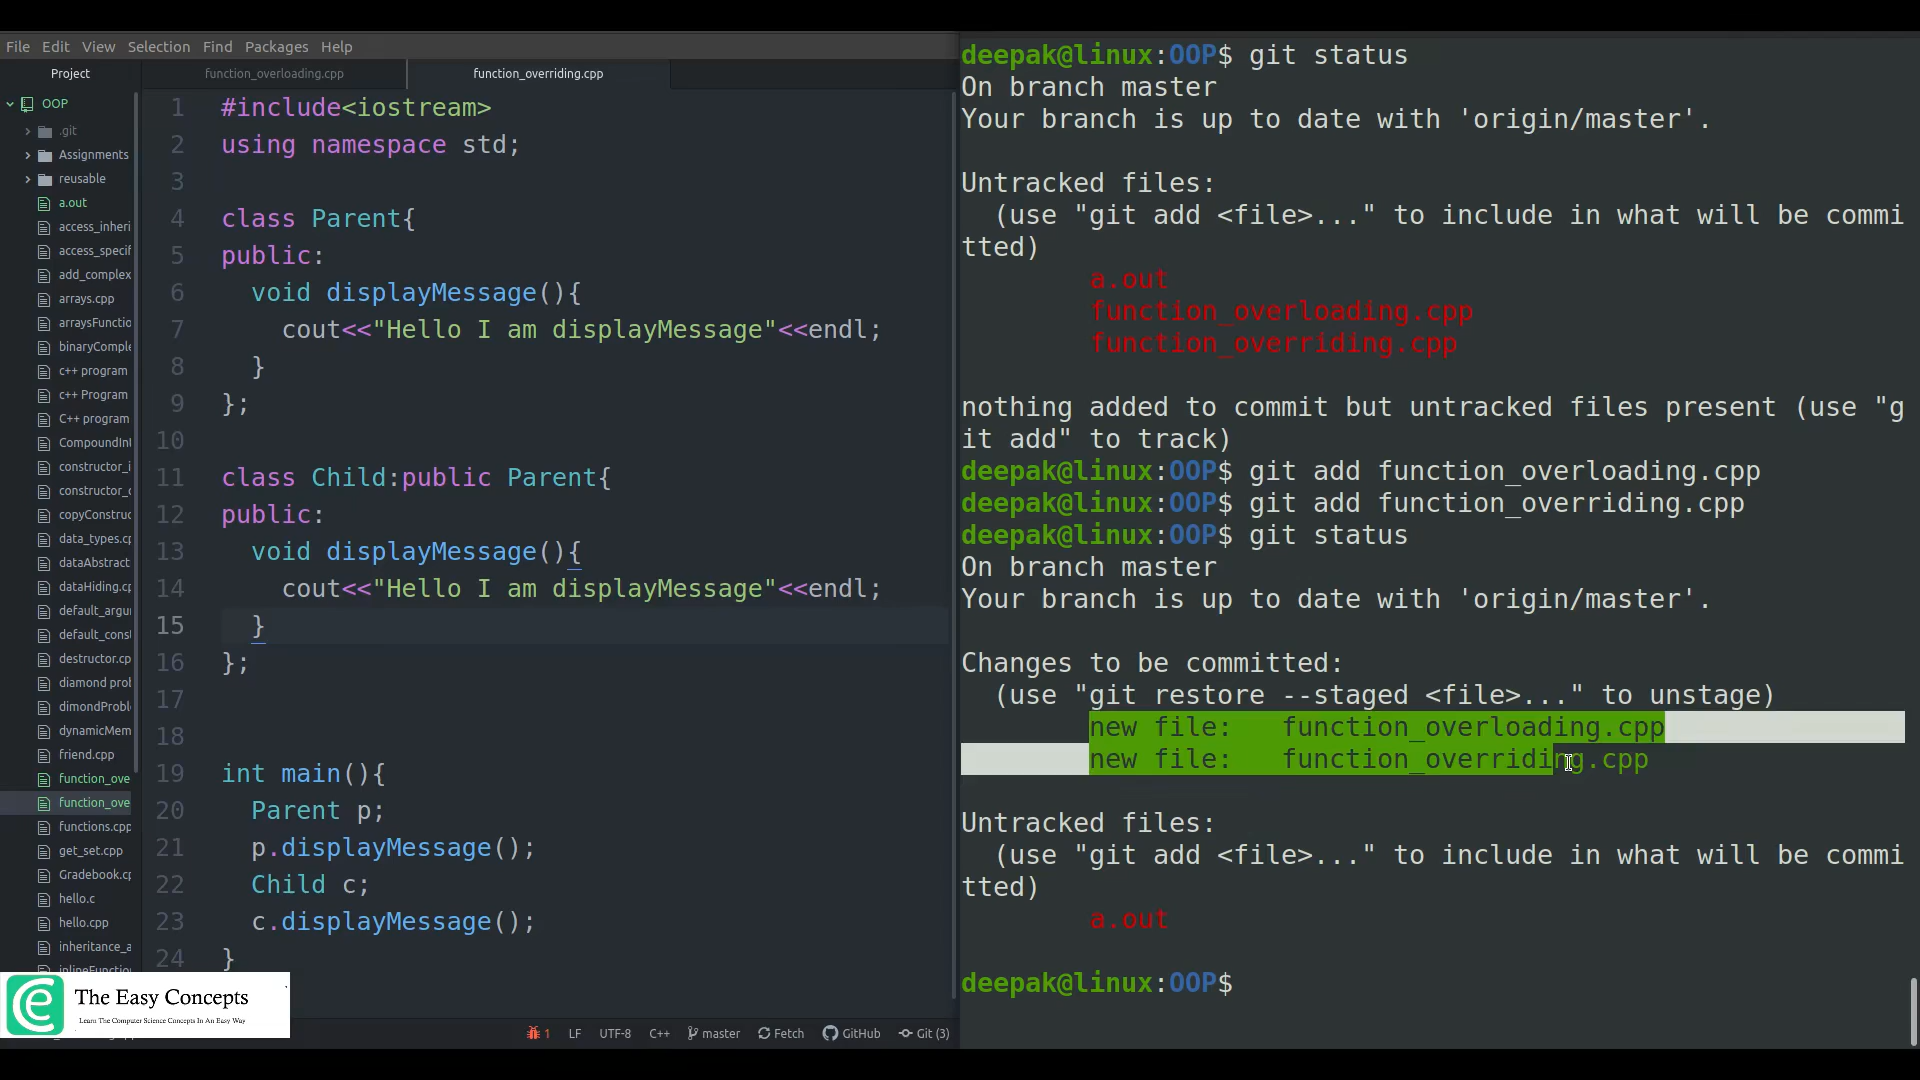 File Edit View Selection Find Packages Help
Project
function_overloading.cpp
function_overriding.cpp
OOP
.git
Assignments
reusable
a.out
access_inheri
access_specif
add_complex
arrays.cpp
arraysFunctio
binaryComple
c++ program
c++ Program
C++ program
CompoundInt
constructor_i
constructor_c
copyConstruc
data_types.cp
dataAbstract
dataHiding.cp
default_argu
default_const
destructor.cp
diamond prob
dimondProbl
dynamicMem
friend.cpp
function_ove
function_ove
functions.cpp
get_set.cpp
Gradebook.cp
hello.c
hello.cpp
inheritance_a
inlineFunctio
1 #include<iostream>
2 using namespace std;
3
4 class Parent{
5 public:
6 void displayMessage(){
7 cout<<"Hello I am displayMessage"<<endl;
8 }
9 };
10
11 class Child:public Parent{
12 public:
13 void displayMessage(){
14 cout<<"Hello I am displayMessage"<<endl;
15 }
16 };
17
18
19 int main(){
20 Parent p;
21 p.displayMessage();
22 Child c;
23 c.displayMessage();
24 }
The Easy Concepts
Learn The Computer Science Concepts In An Easy Way
1 LF UTF-8 C++ master Fetch GitHub Git (3)
deepak@linux:OOP$ git status
On branch master
Your branch is up to date with 'origin/master'.
Untracked files:
(use "git add <file>..." to include in what will be commi
tted)
a.out
function_overloading.cpp
function_overriding.cpp
nothing added to commit but untracked files present (use "g
it add" to track)
deepak@linux:OOP$ git add function_overloading.cpp
deepak@linux:OOP$ git add function_overriding.cpp
deepak@linux:OOP$ git status
On branch master
Your branch is up to date with 'origin/master'.
Changes to be committed:
(use "git restore --staged <file>..." to unstage)
new file: function_overloading.cpp
new file: function_overriding.cpp
Untracked files:
(use "git add <file>..." to include in what will be commi
tted)
a.out
deepak@linux:OOP$